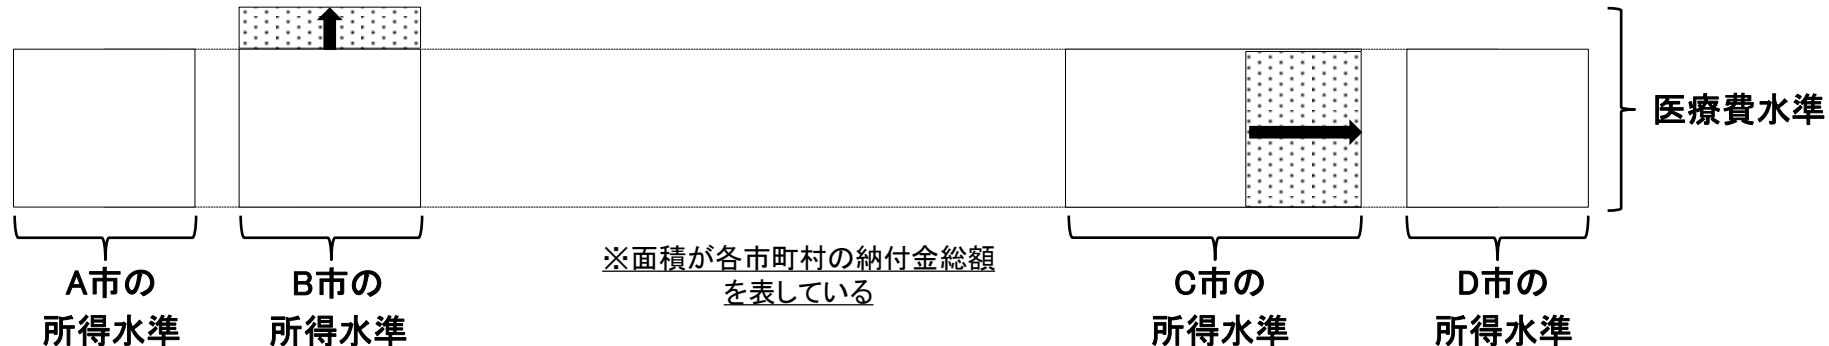 医療費水準
A市の
所得水準
B市の
所得水準
※面積が各市町村の納付金総額
を表している
C市の
所得水準
D市の
所得水準